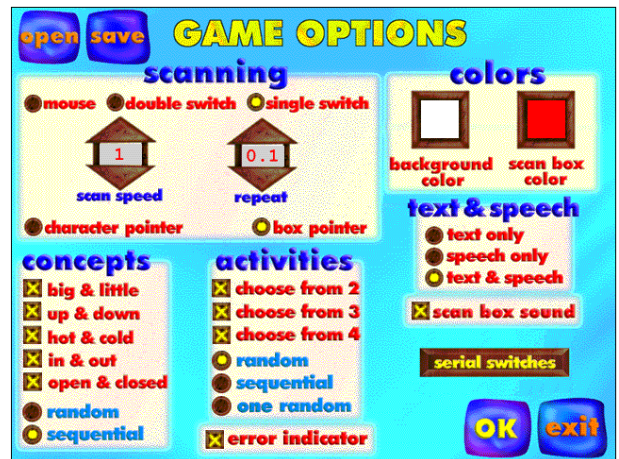 open save GAME OPTIONS
scanning
mouse double switch single switch
1 0.1
scan speed repeat
character pointer box pointer
colors
background color
scan box color
text & speech
text only
speech only
text & speech
scan box sound
serial switches
concepts
big & little
up & down
hot & cold
in & out
open & closed
random
sequential
activities
choose from 2
choose from 3
choose from 4
random
sequential
one random
error indicator
OK exit